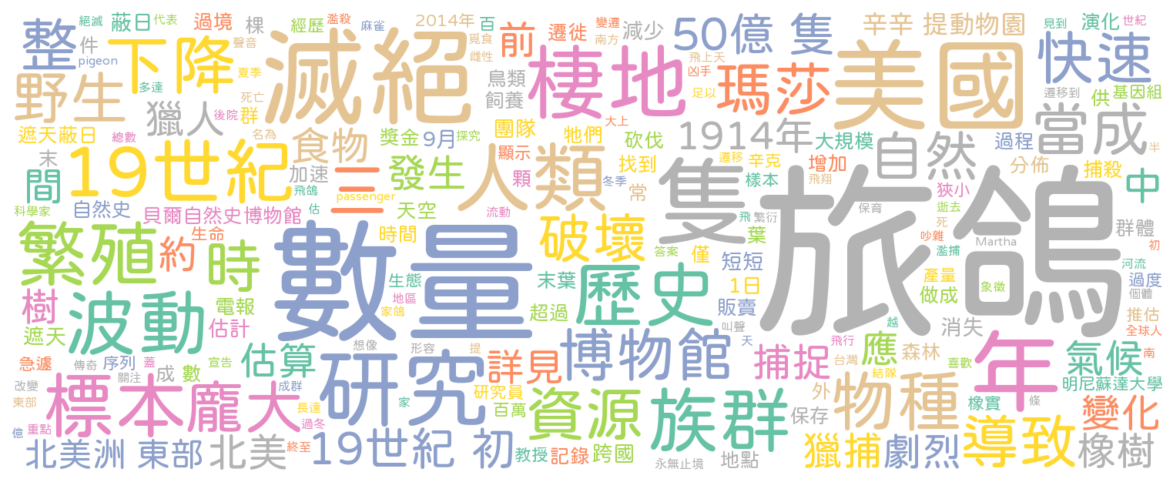 絕滅 蔽日 代表 過境 棵 經歷 濫殺 麻雀 2014年 百 前 遷徙 變遷 減少 50億 隻 辛辛 提動物園 見到 演化 世紀
整 件 pigeon 下降 聲音 滅絕 覓食 雌性 南方 飛上天 兇手 快速
野生 多達 夏季 死亡 鳥類 飼養 棲地 足以 瑪莎 美國 遷移到 供 基因組
獵人 後院 群 大上
遮天蔽日 總數 名為 食物 獎金 9月 探究 團隊 牠們 砍伐 1914年 大規模 自然 當成 過程 半
末 間 19世紀 加速 三 發生 顯示 人類 找到 遷移 辛克 增加 分佈 捕殺
科學家 自然史 飛鴿 估 passenger 顆 冬季 常 隻 樣本 飛翔 狹小 中
貝爾自然史博物館 天空 流動 飛 繁衍 保育 旅鴿 逝去 群體
繁殖 約 生命 時 時間 破壞 答案 僅 葉 死 吵雜 濫捕 Martha 初
數量 生態 末葉 歷史 短短 1日 產量 象徵 河流 過度
樹 波動 電報 地區 家鴿 超過 販賣 做成 個體
遮天 估計 叫聲 越 消失 推估
急遽 傳奇 蓋 宣告 估算 想像 形容 提 研究 詳見 博物館 天 飛行 應 森林 年 全球人 氣候 南
序列 關注 成 數 捕捉 台灣 結隊 喜歡 明尼蘇達大學
改變 東部 標本 龐大 成群 研究員 外 物種 橡實 條
億 重點 長達 過冬 家 百萬 資源 族群 保存 變化
北美洲 東部 北美 終至 19世紀 初 教授 記錄 跨國 永無止境 地點 獵捕 劇烈 導致 橡樹